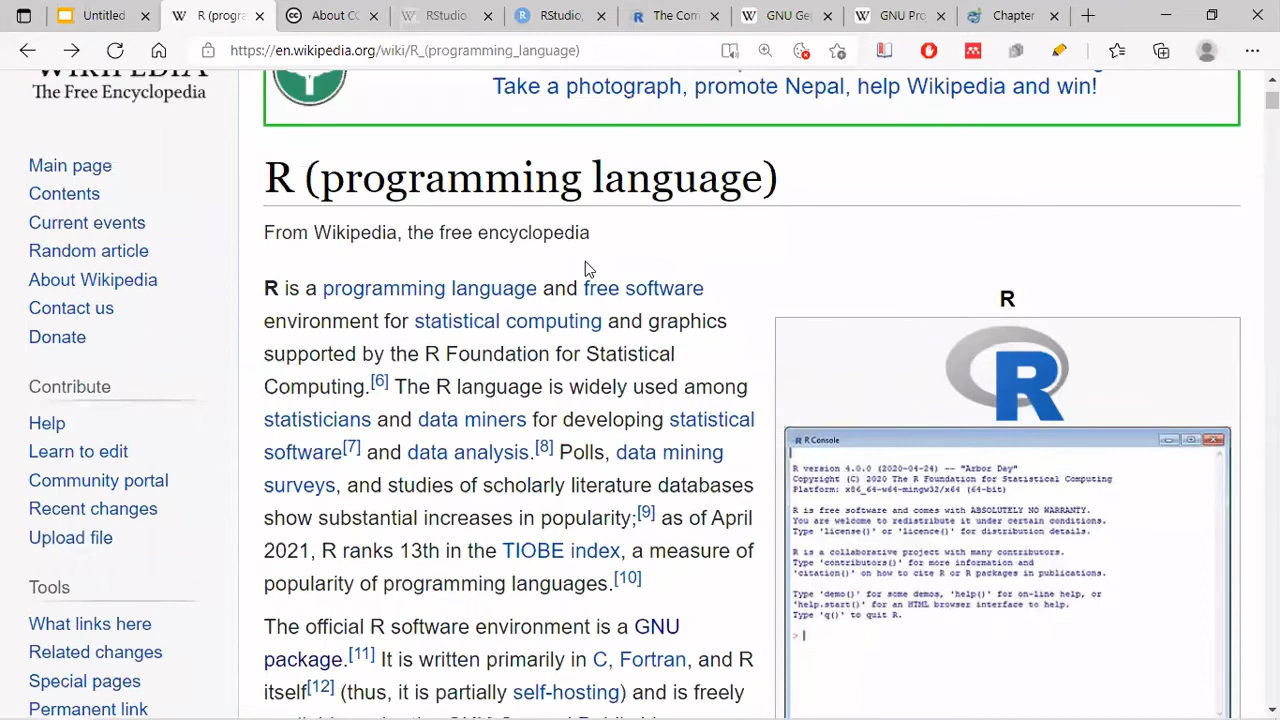 Untitled
R (progra
About CC
RStudio
RStudio,
The Com
GNU Ge
GNU Pro
Chapter
https://en.wikipedia.org/wiki/R_(programming_language)
WIKIPEDIA
The Free Encyclopedia
Take a photograph, promote Nepal, help Wikipedia and win!
Main page
Contents
Current events
Random article
About Wikipedia
Contact us
Donate
Contribute
Help
Learn to edit
Community portal
Recent changes
Upload file
Tools
What links here
Related changes
Special pages
Permanent link
R (programming language)
From Wikipedia, the free encyclopedia
R is a programming language and free software
environment for statistical computing and graphics
supported by the R Foundation for Statistical
Computing.[6] The R language is widely used among
statisticians and data miners for developing statistical
software[7] and data analysis.[8] Polls, data mining
surveys, and studies of scholarly literature databases
show substantial increases in popularity;[9] as of April
2021, R ranks 13th in the TIOBE index, a measure of
popularity of programming languages.[10]
The official R software environment is a GNU
package.[11] It is written primarily in C, Fortran, and R
itself[12] (thus, it is partially self-hosting) and is freely
R
R
R Console
R version 4.0.0 (2020-04-24) -- "Arbor Day"
Copyright (C) 2020 The R Foundation for Statistical Computing
Platform: x86_64-w64-mingw32/x64 (64-bit)
R is free software and comes with ABSOLUTELY NO WARRANTY.
You are welcome to redistribute it under certain conditions.
Type 'license()' or 'licence()' for distribution details.
R is a collaborative project with many contributors.
Type 'contributors()' for more information and
'citation()' on how to cite R or R packages in publications.
Type 'demo()' for some demos, 'help()' for on-line help, or
'help.start()' for an HTML browser interface to help.
Type 'q()' to quit R.
>